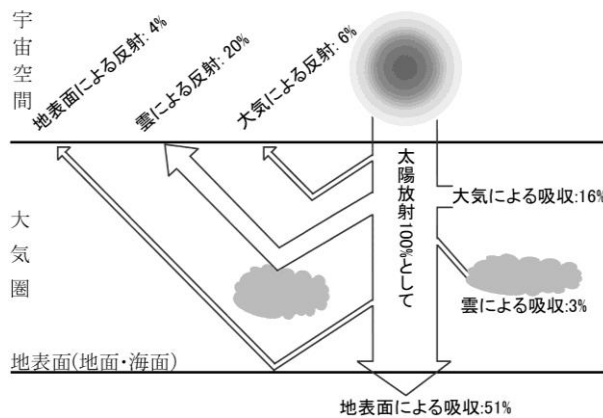 宇宙空間
地表面による反射: 4%
雲による反射: 20%
大気による反射: 6%
太陽放射100%として
大気による吸収:16%
大気圏
雲による吸収:3%
地表面(地面・海面)
地表面による吸収:51%